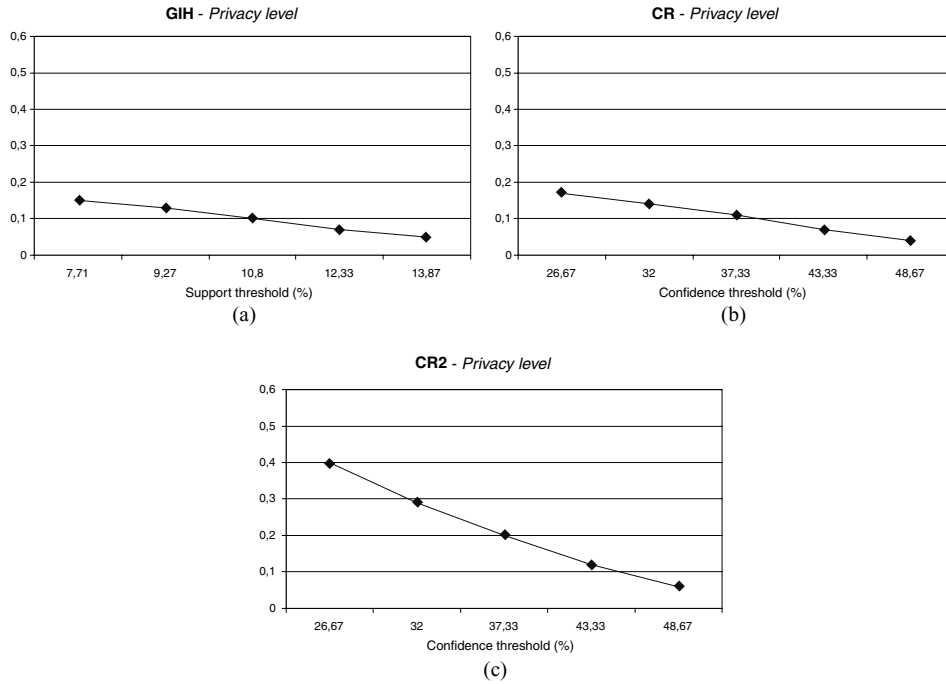 GIH - Privacy level
0,6
0,5
0,4
0,3
0,2
0,1
0
7,71 9,27 10,8 12,33 13,87
Support threshold (%)
(a)
CR - Privacy level
0,6
0,5
0,4
0,3
0,2
0,1
0
26,67 32 37,33 43,33 48,67
Confidence threshold (%)
(b)
CR2 - Privacy level
0,6
0,5
0,4
0,3
0,2
0,1
0
26,67 32 37,33 43,33 48,67
Confidence threshold (%)
(c)